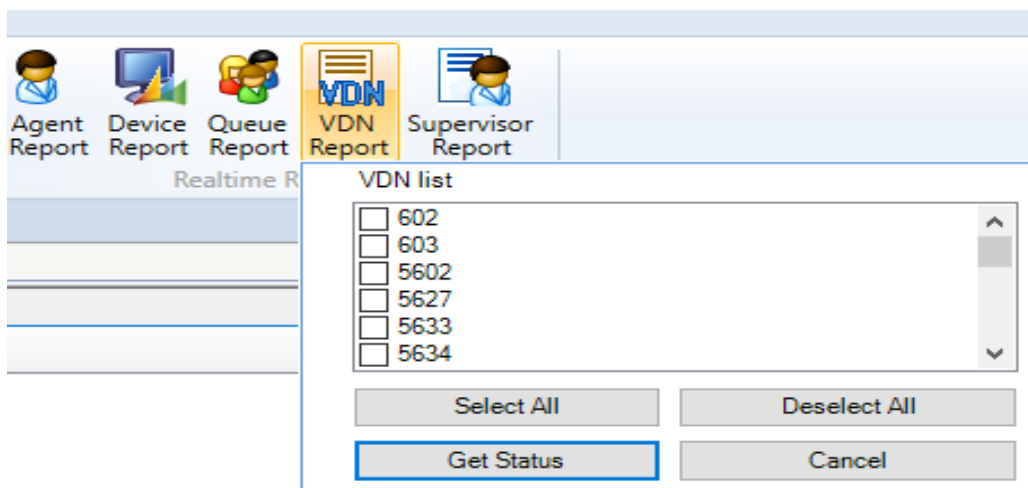 Agent Report
Device Report
Queue Report
VDN
VDN Report
Supervisor Report
Realtime R
VDN list
602
603
5602
5627
5633
5634
Select All
Deselect All
Get Status
Cancel